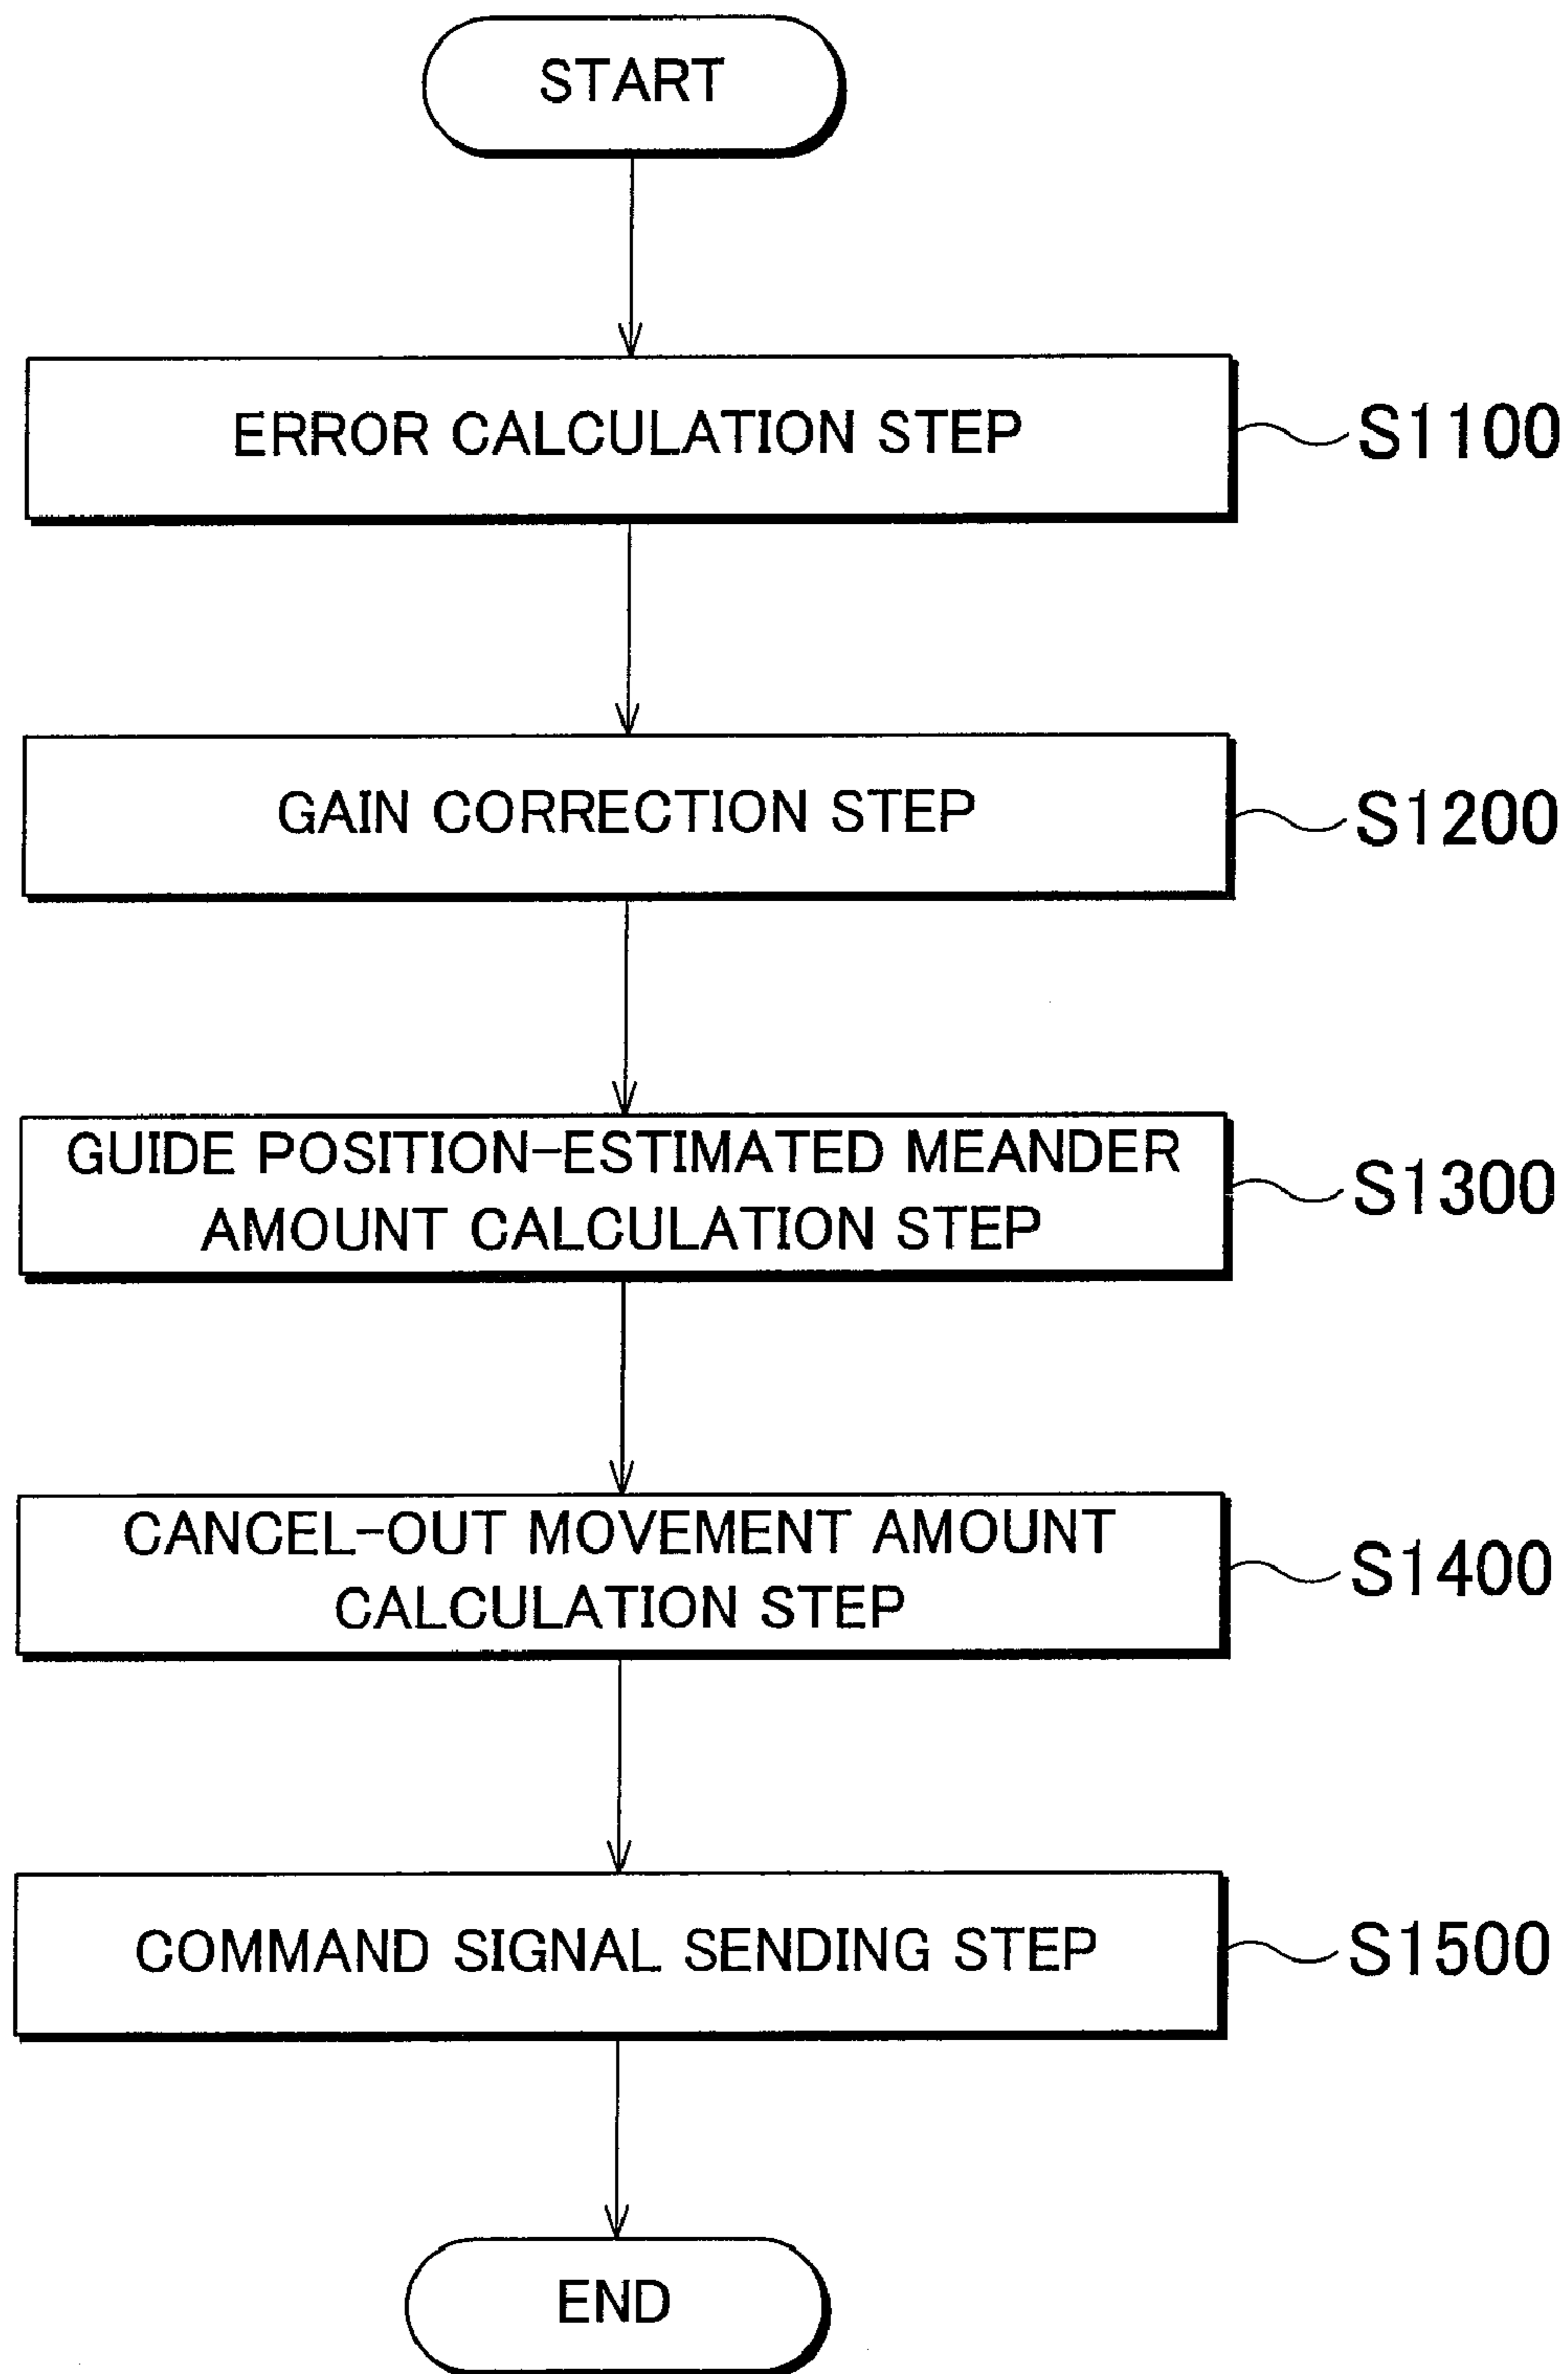 START
ERROR CALCULATION STEP
S1100
GAIN CORRECTION STEP
S1200
GUIDE POSITION-ESTIMATED MEANDER
AMOUNT CALCULATION STEP
S1300
CANCEL-OUT MOVEMENT AMOUNT
CALCULATION STEP
S1400
COMMAND SIGNAL SENDING STEP
S1500
END